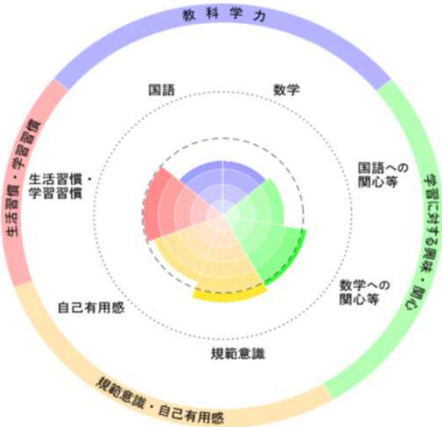 教科学力
国語
数学
国語への
関心等
生活習慣・
学習習慣
生活習慣・学習習慣
学習に対する興味・関心
数学への
関心等
自己有用感
規範意識
規範意識・自己有用感